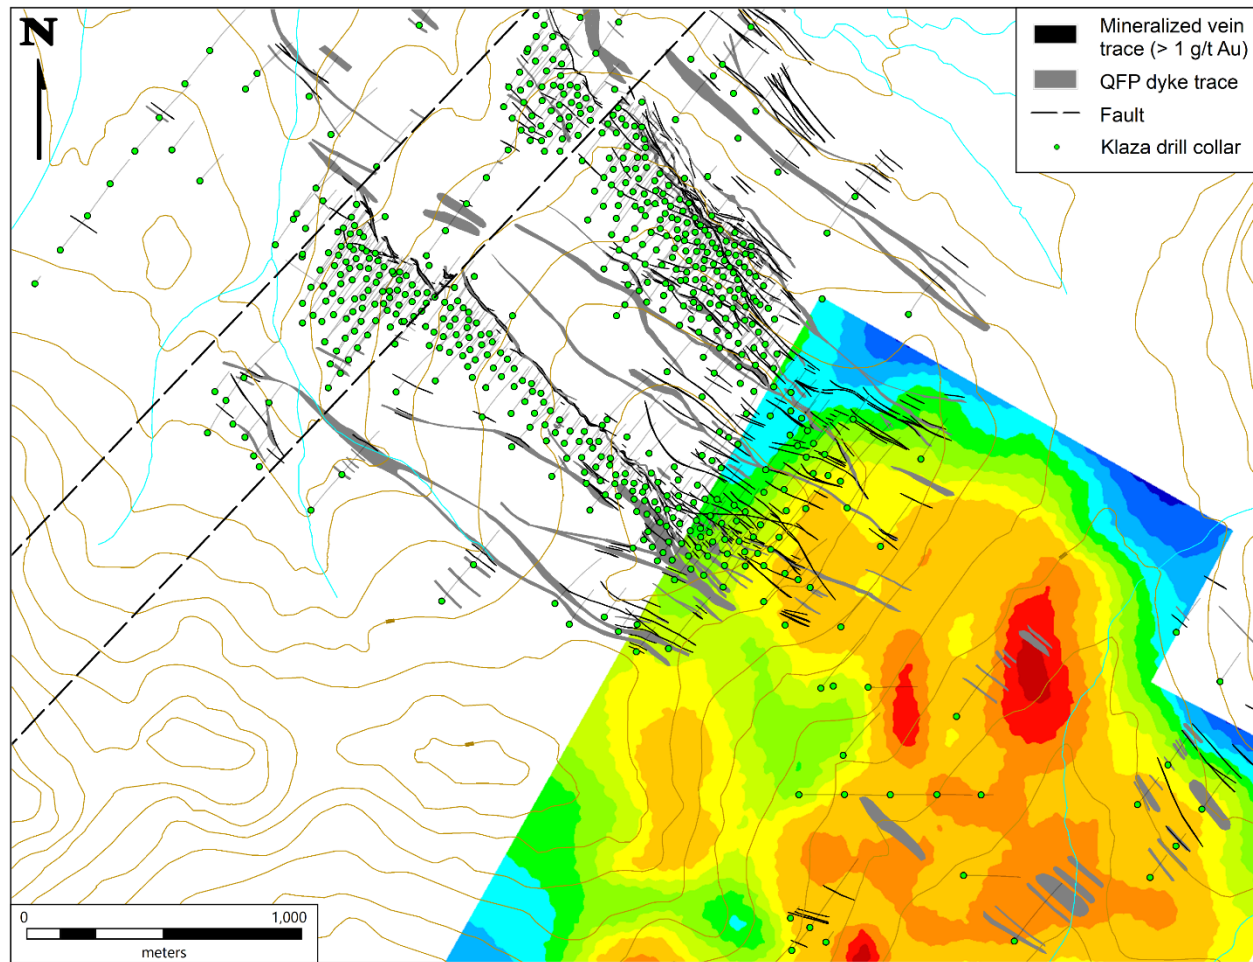 N
Mineralized vein
trace (> 1 g/t Au)
QFP dyke trace
Fault
Klaza drill collar
0 1,000
meters